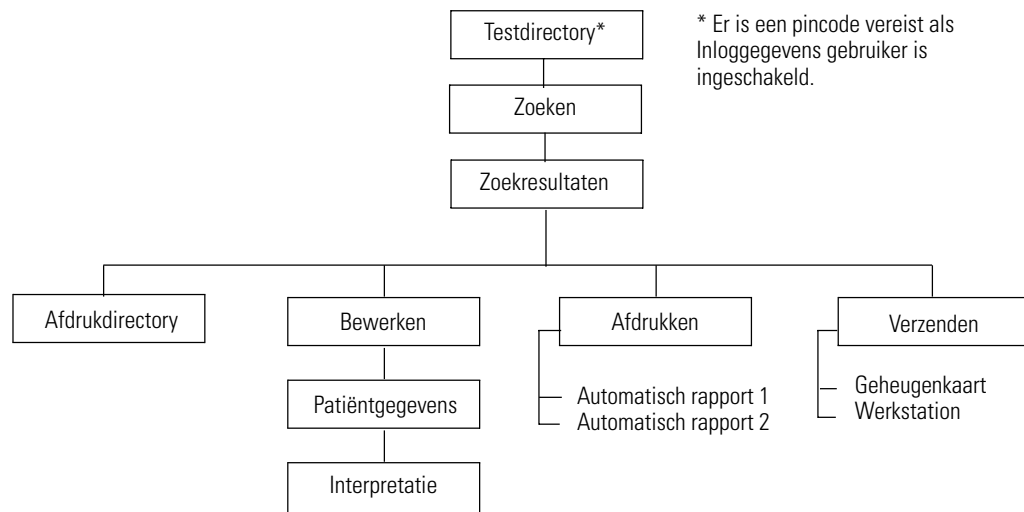 Testdirectory*
* Er is een pincode vereist als
Inloggegevens gebruiker is
ingeschakeld.
Zoeken
Zoekresultaten
Afdrukdirectory
Bewerken
Afdrukken
Verzenden
Patiëntgegevens
Automatisch rapport 1
Automatisch rapport 2
Geheugenkaart
Werkstation
Interpretatie